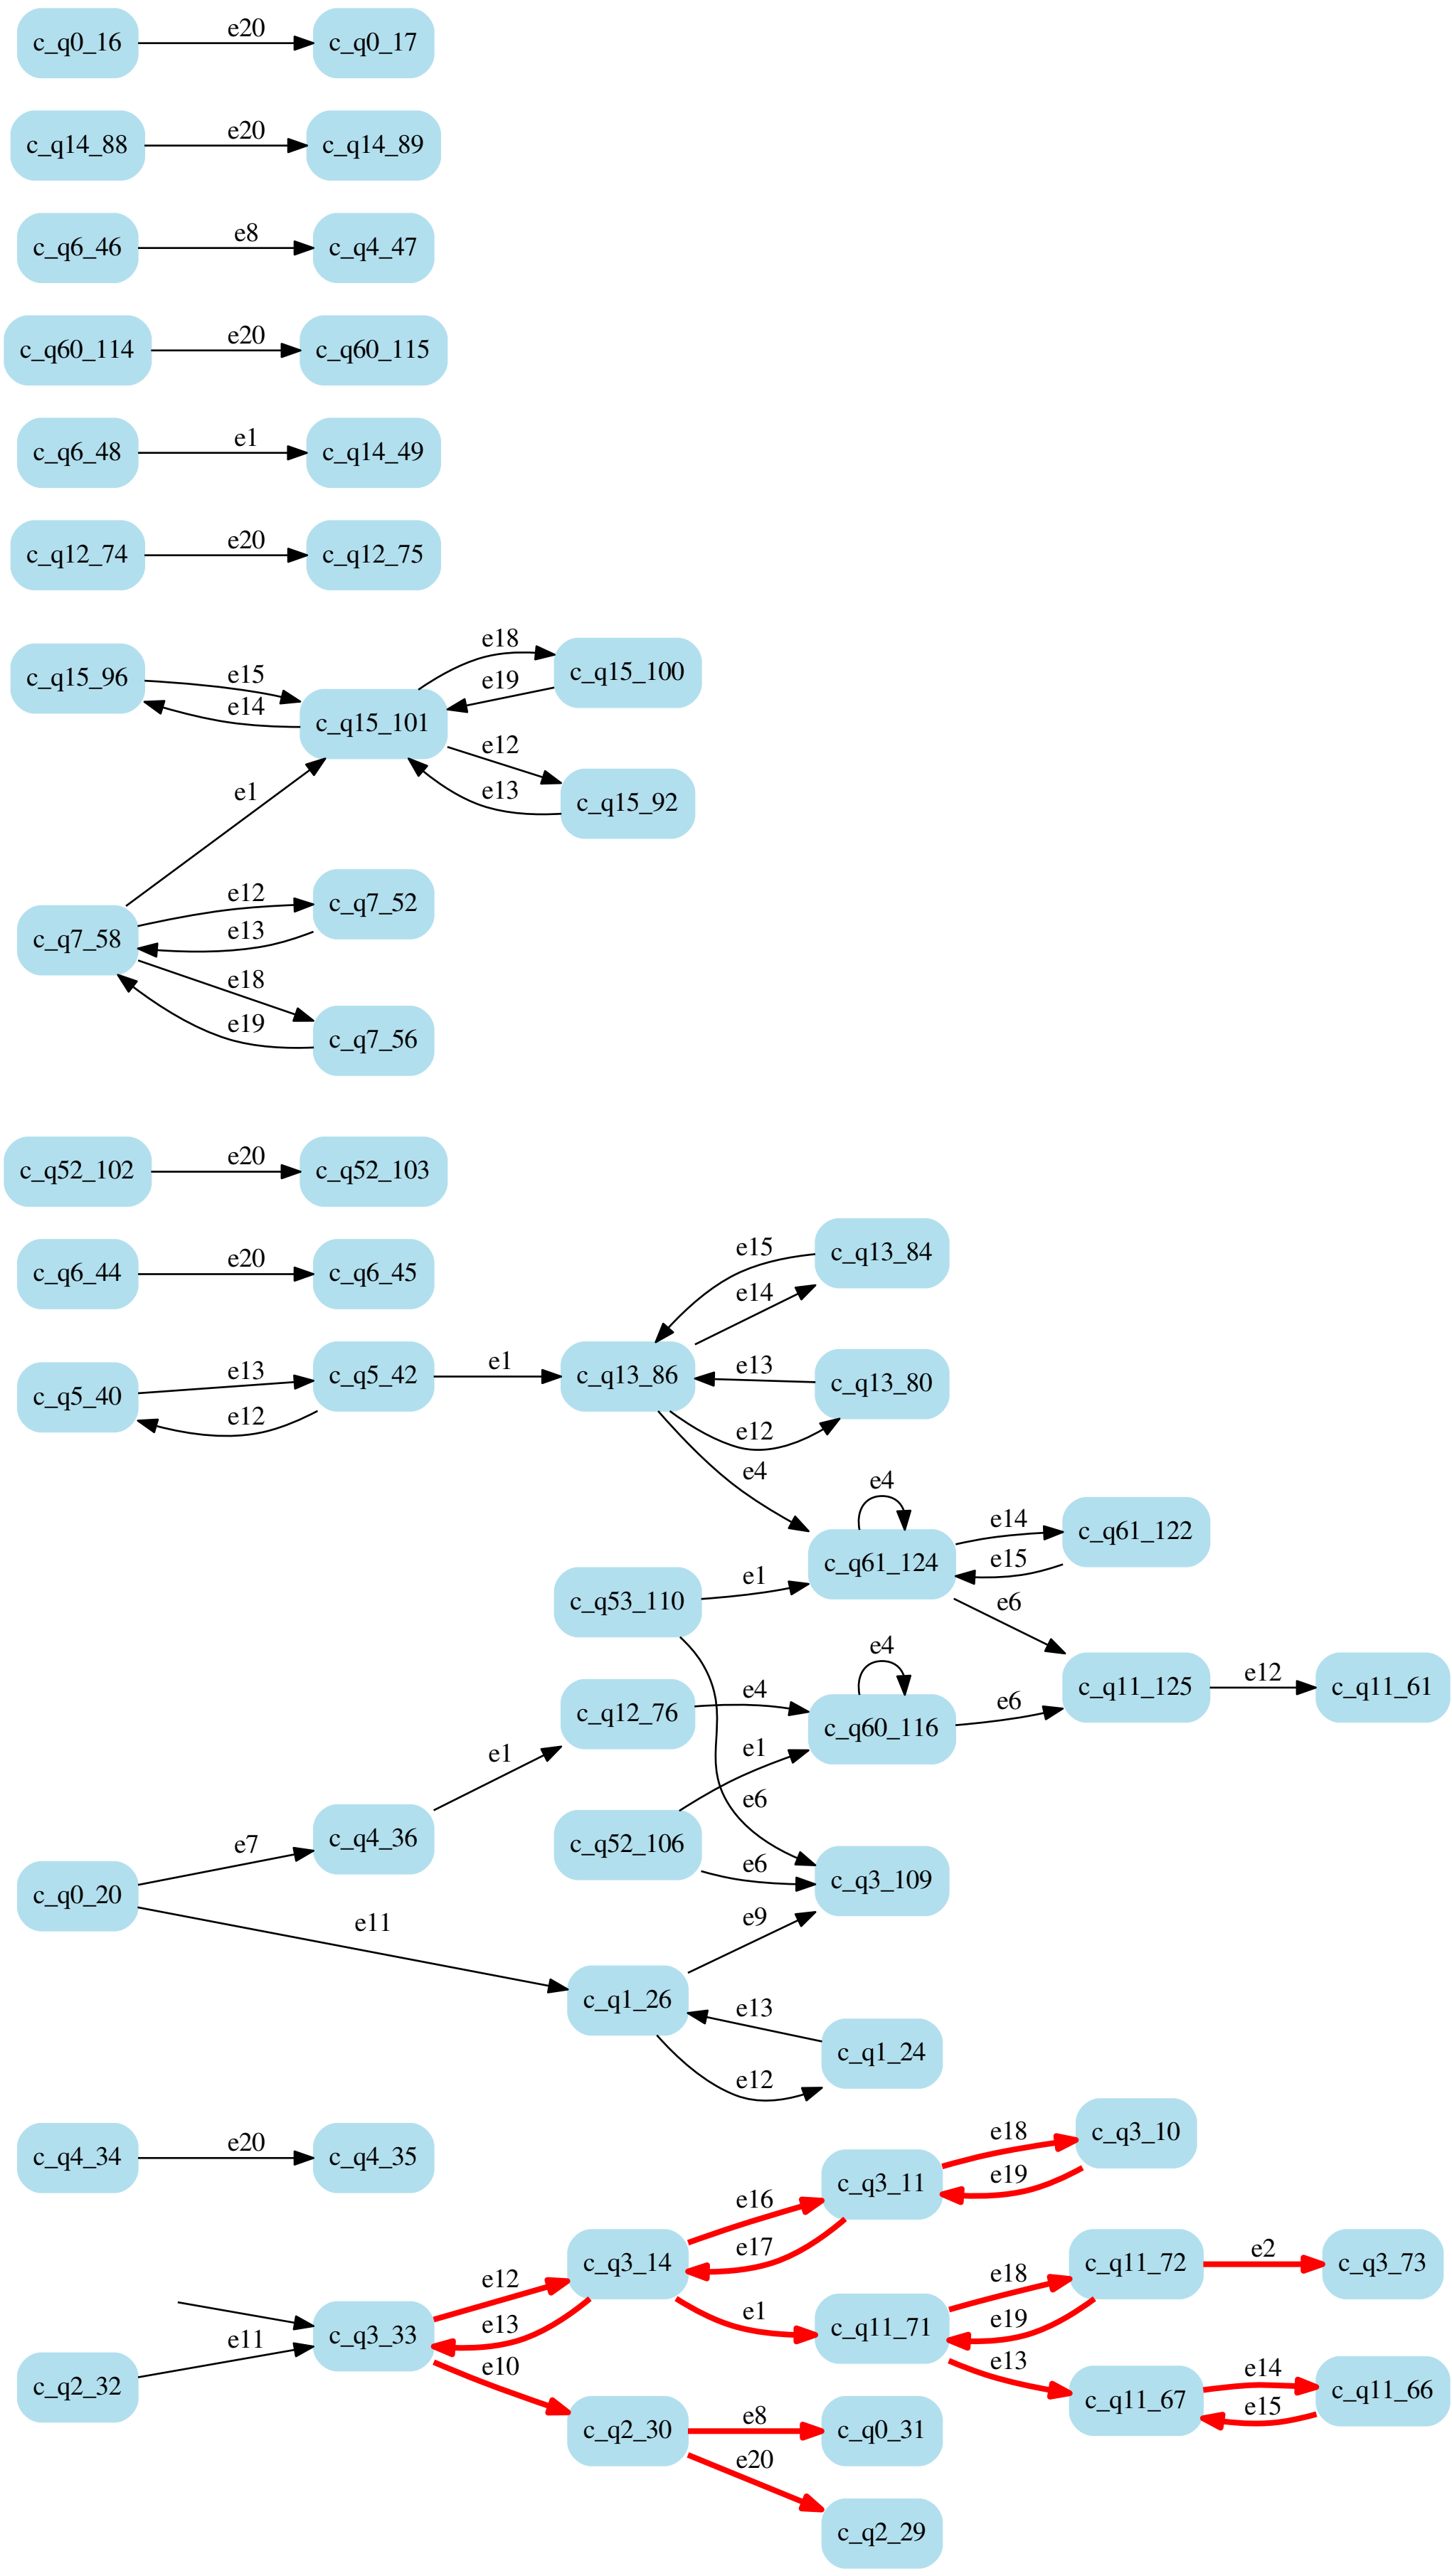 c_q0_16 e20 c_q0_17
c_q14_88 e20 c_q14_89
c_q6_46 e8 c_q4_47
c_q60_114 e20 c_q60_115
c_q6_48 e1 c_q14_49
c_q12_74 e20 c_q12_75
e18
c_q15_96 e15 c_q15_100
e19
e14 c_q15_101
e12
e1 e13 c_q15_92
e12 c_q7_52
c_q7_58 e13
e18
e19 c_q7_56
c_q52_102 e20 c_q52_103
e15 c_q13_84
c_q6_44 e20 c_q6_45
e14
c_q5_40 e13 c_q5_42 e1 c_q13_86 e13 c_q13_80
e12 e12
e4 e4
e14 c_q61_122
c_q61_124 e15
e1
c_q53_110 e6
e4
c_q11_125 e12 c_q11_61
c_q12_76 e4 c_q60_116 e6
e1 e1
e6
c_q4_36 c_q52_106
e7 e6 c_q3_109
c_q0_20
e11 e9
c_q1_26 e13
c_q1_24
e12
e18 c_q3_10
c_q4_34 e20 c_q4_35
e19
c_q3_11
e16
e17
c_q3_14 c_q11_72 e2 c_q3_73
e12 e18
e1 e19
e13 c_q11_71
c_q3_33
e11 e10 e13 e14
c_q2_32 c_q11_67 c_q11_66
e15
e8
c_q2_30 c_q0_31
e20
c_q2_29